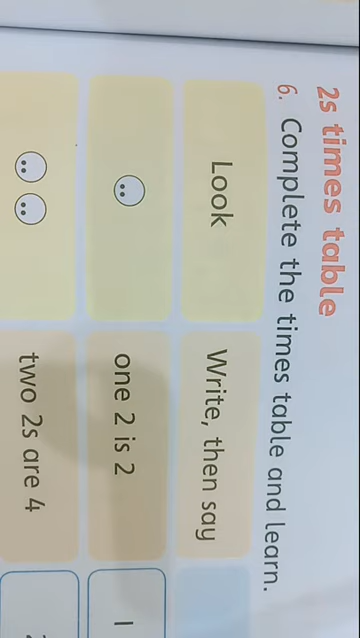 2s times table
6. Complete the times table and learn.
Look
Write, then say
one 2 is 2
1
two 2s are 4